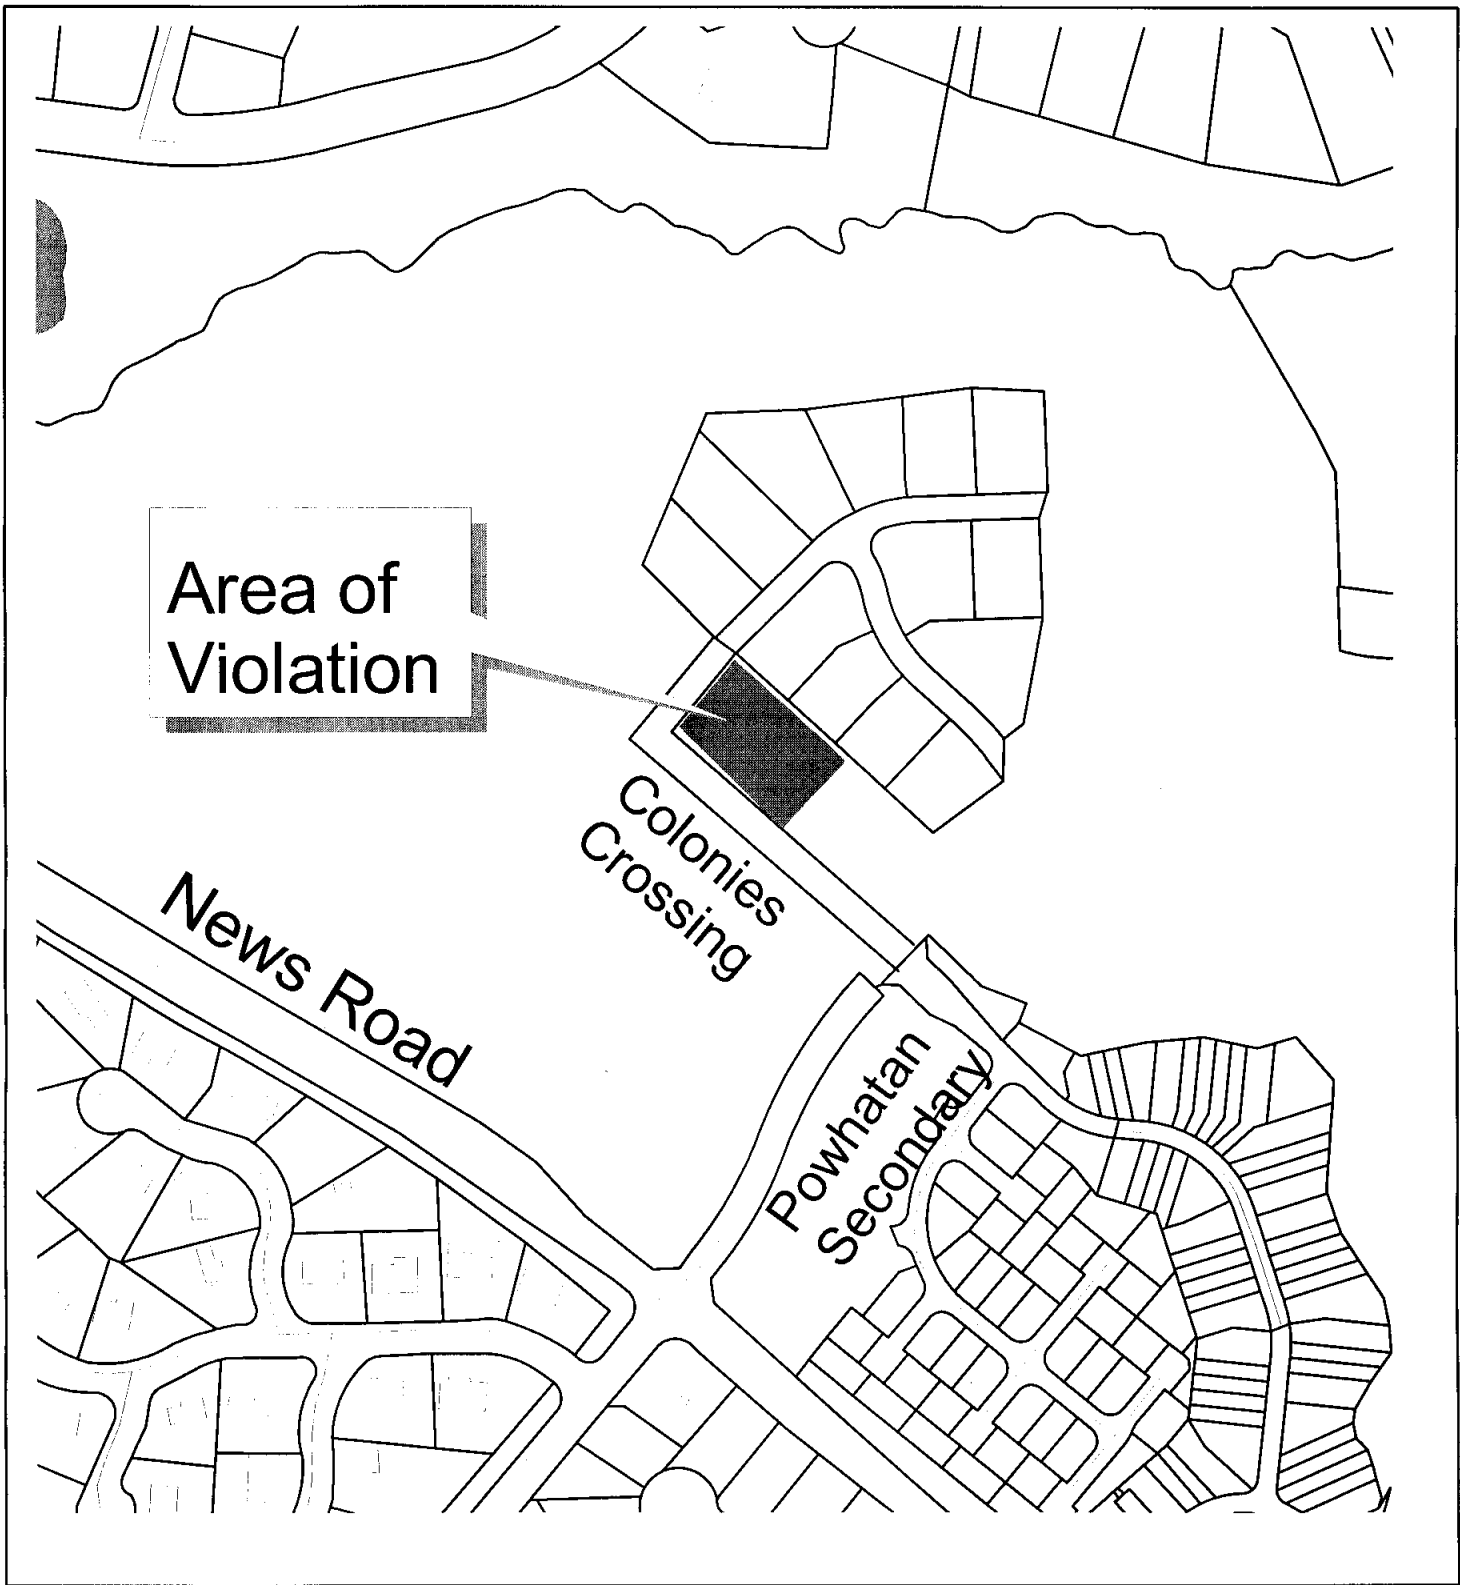 Area of
Violation
Colonies
Crossing
News Road
Powhatan
Secondary